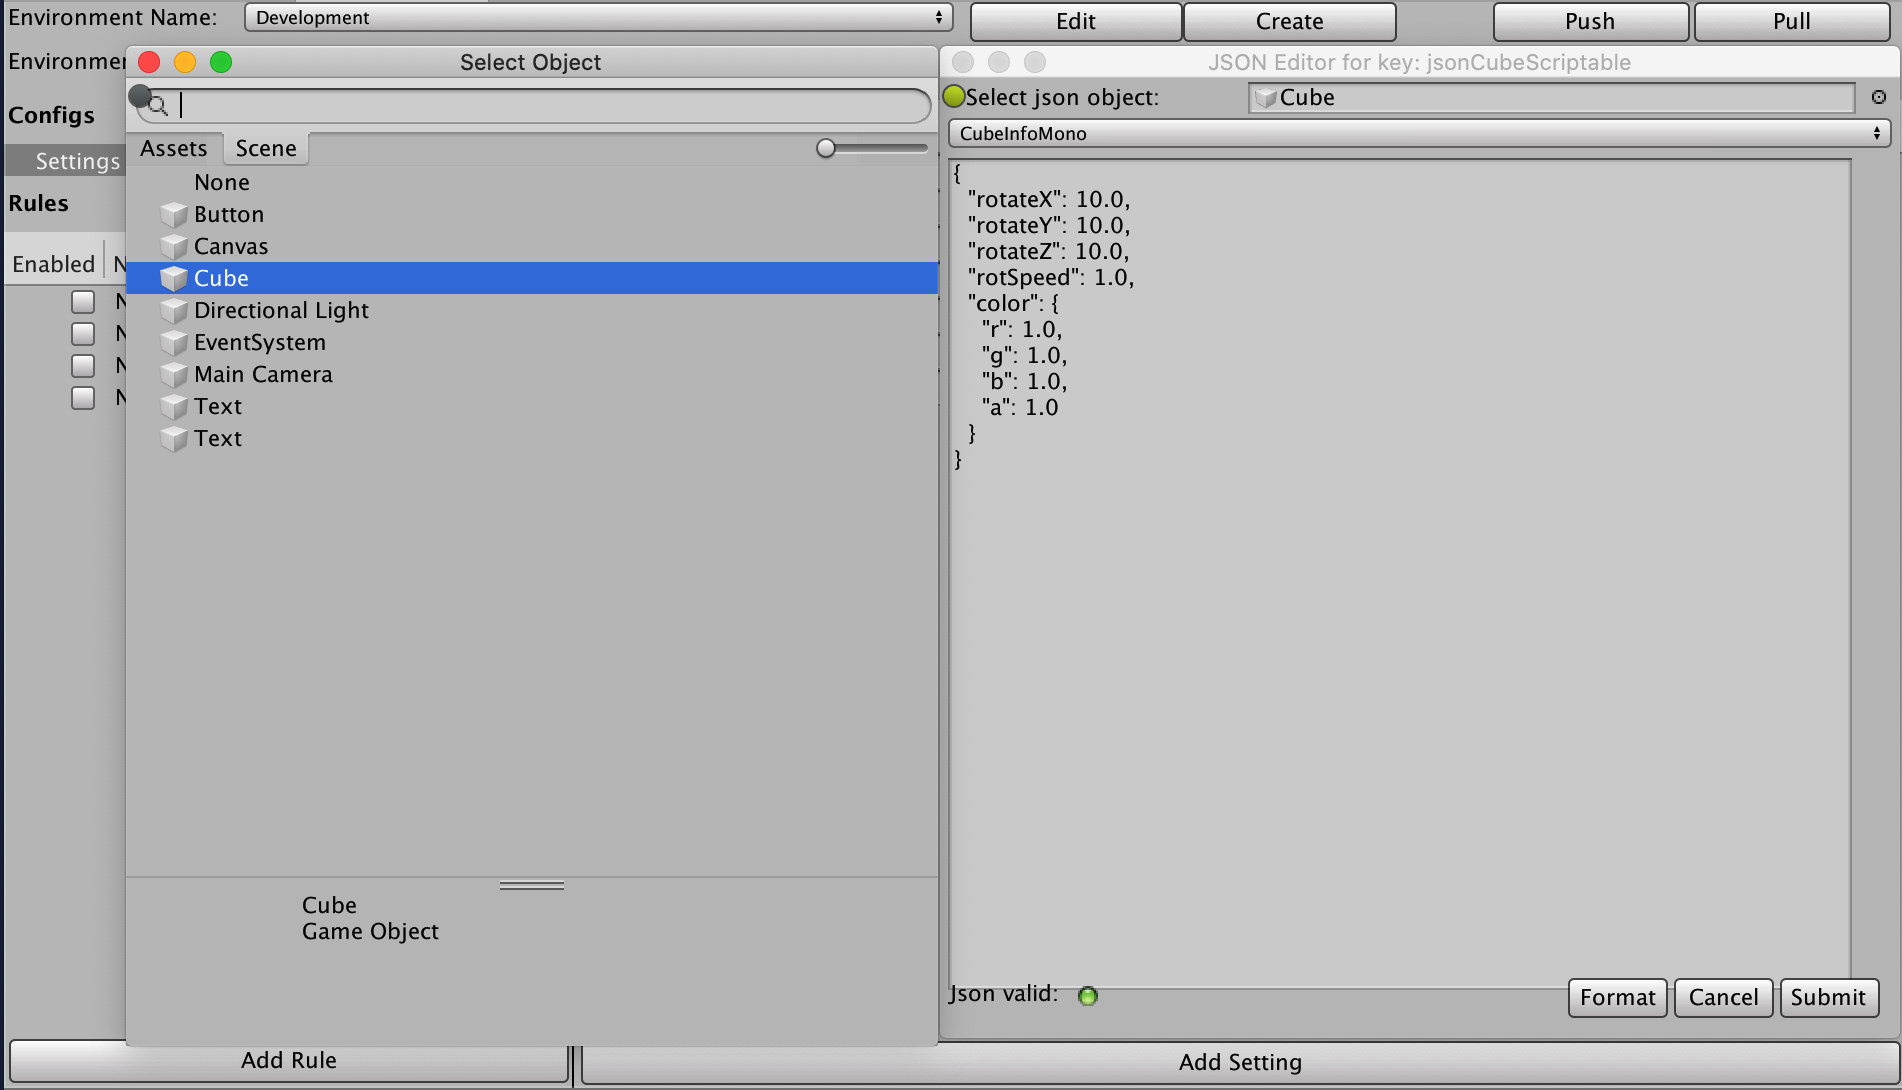 Environment Name:
Development
Edit
Create
Push
Pull
Configs
Settings
Rules
Enabled
Select Object
Assets
Scene
None
Button
Canvas
Cube
Directional Light
EventSystem
Main Camera
Text
Text
Cube
Game Object
JSON Editor for key: jsonCubeScriptable
Select json object:
Cube
CubeInfoMono
{
"rotateX": 10.0,
"rotateY": 10.0,
"rotateZ": 10.0,
"rotSpeed": 1.0,
"color": {
"r": 1.0,
"g": 1.0,
"b": 1.0,
"a": 1.0
}
}
Json valid:
Format
Cancel
Submit
Add Rule
Add Setting